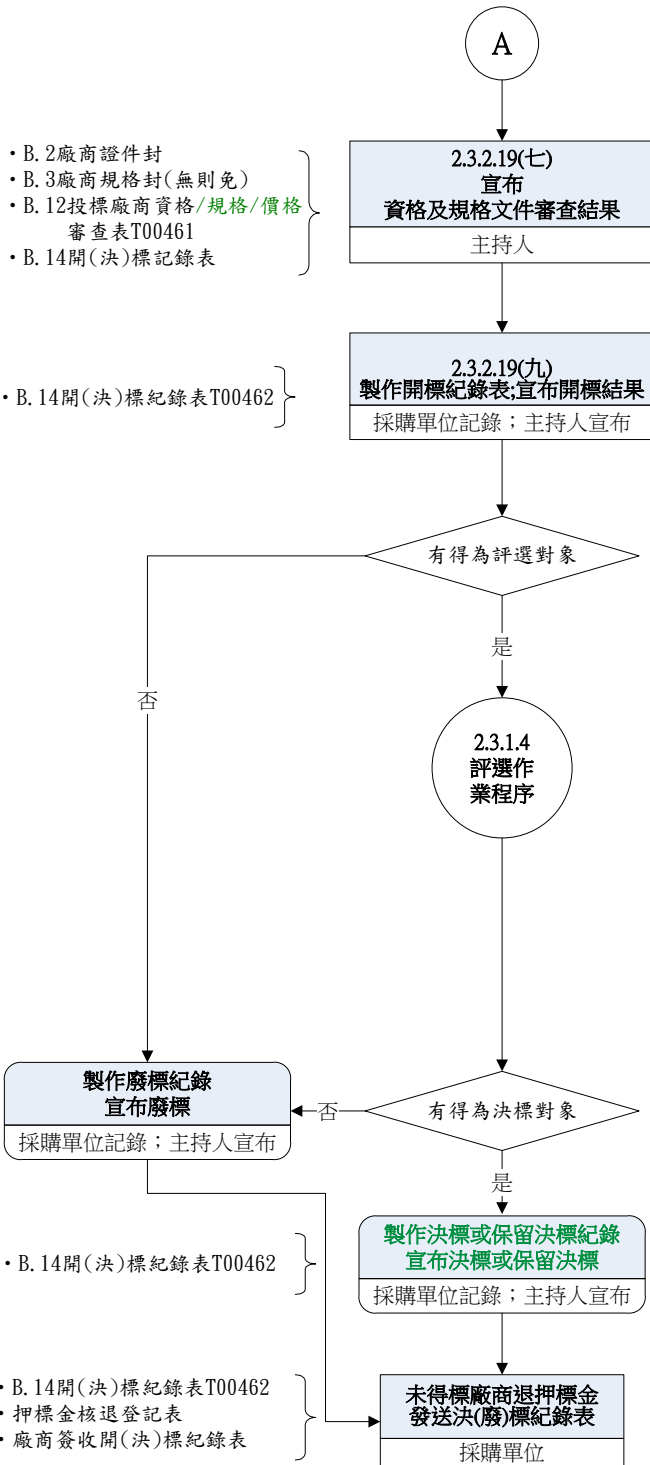 A
・B.2廠商證件封
・B.3廠商規格封(無則免)
・B.12投標廠商資格/規格/價格
審查表T00461
・B.14開(決)標記錄表
2.3.2.19(七)
宣布
資格及規格文件審查結果
主持人
・B.14開(決)標紀錄表T00462
2.3.2.19(九)
製作開標紀錄表;宣布開標結果
採購單位記錄；主持人宣布
有得為評選對象
是
否
2.3.1.4
評選作
業程序
製作廢標紀錄
宣布廢標
採購單位記錄；主持人宣布
否
有得為決標對象
是
・B.14開(決)標紀錄表T00462
製作決標或保留決標紀錄
宣布決標或保留決標
採購單位記錄；主持人宣布
・B.14開(決)標紀錄表T00462
・押標金核退登記表
・廠商簽收開(決)標紀錄表
未得標廠商退押標金
發送決(廢)標紀錄表
採購單位